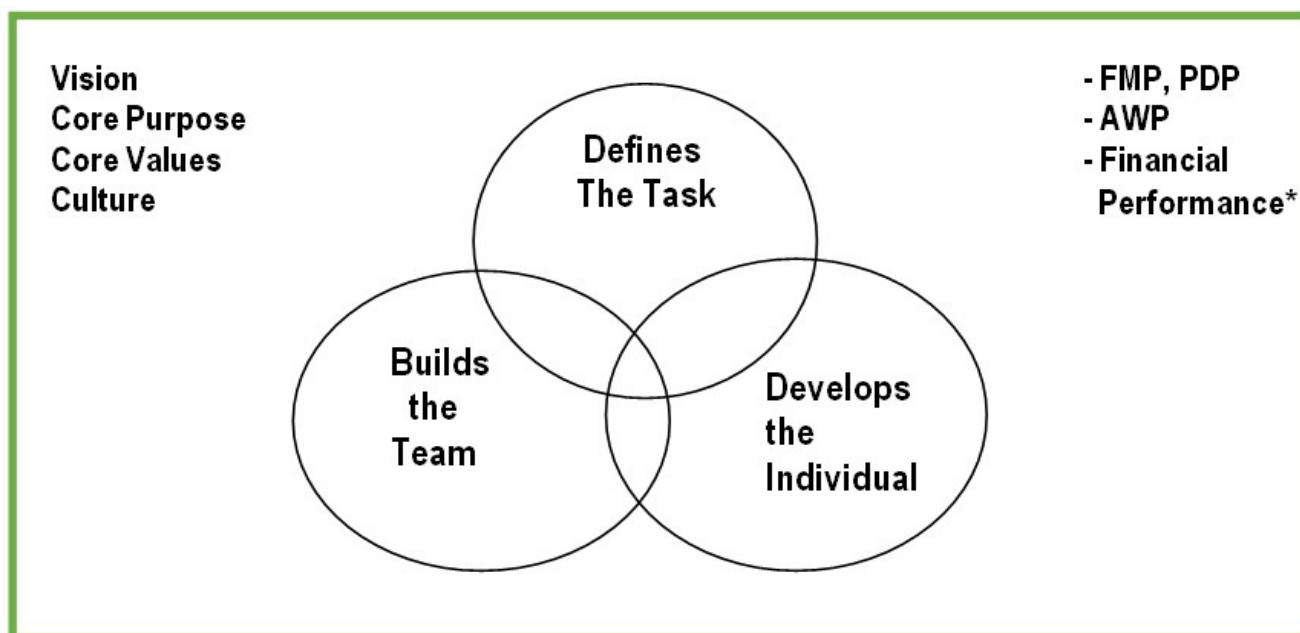 Vision
Core Purpose
Core Values
Culture
- FMP, PDP
- AWP
- Financial
Performance*
Defines
The Task
Builds
the
Team
Develops
the
Individual